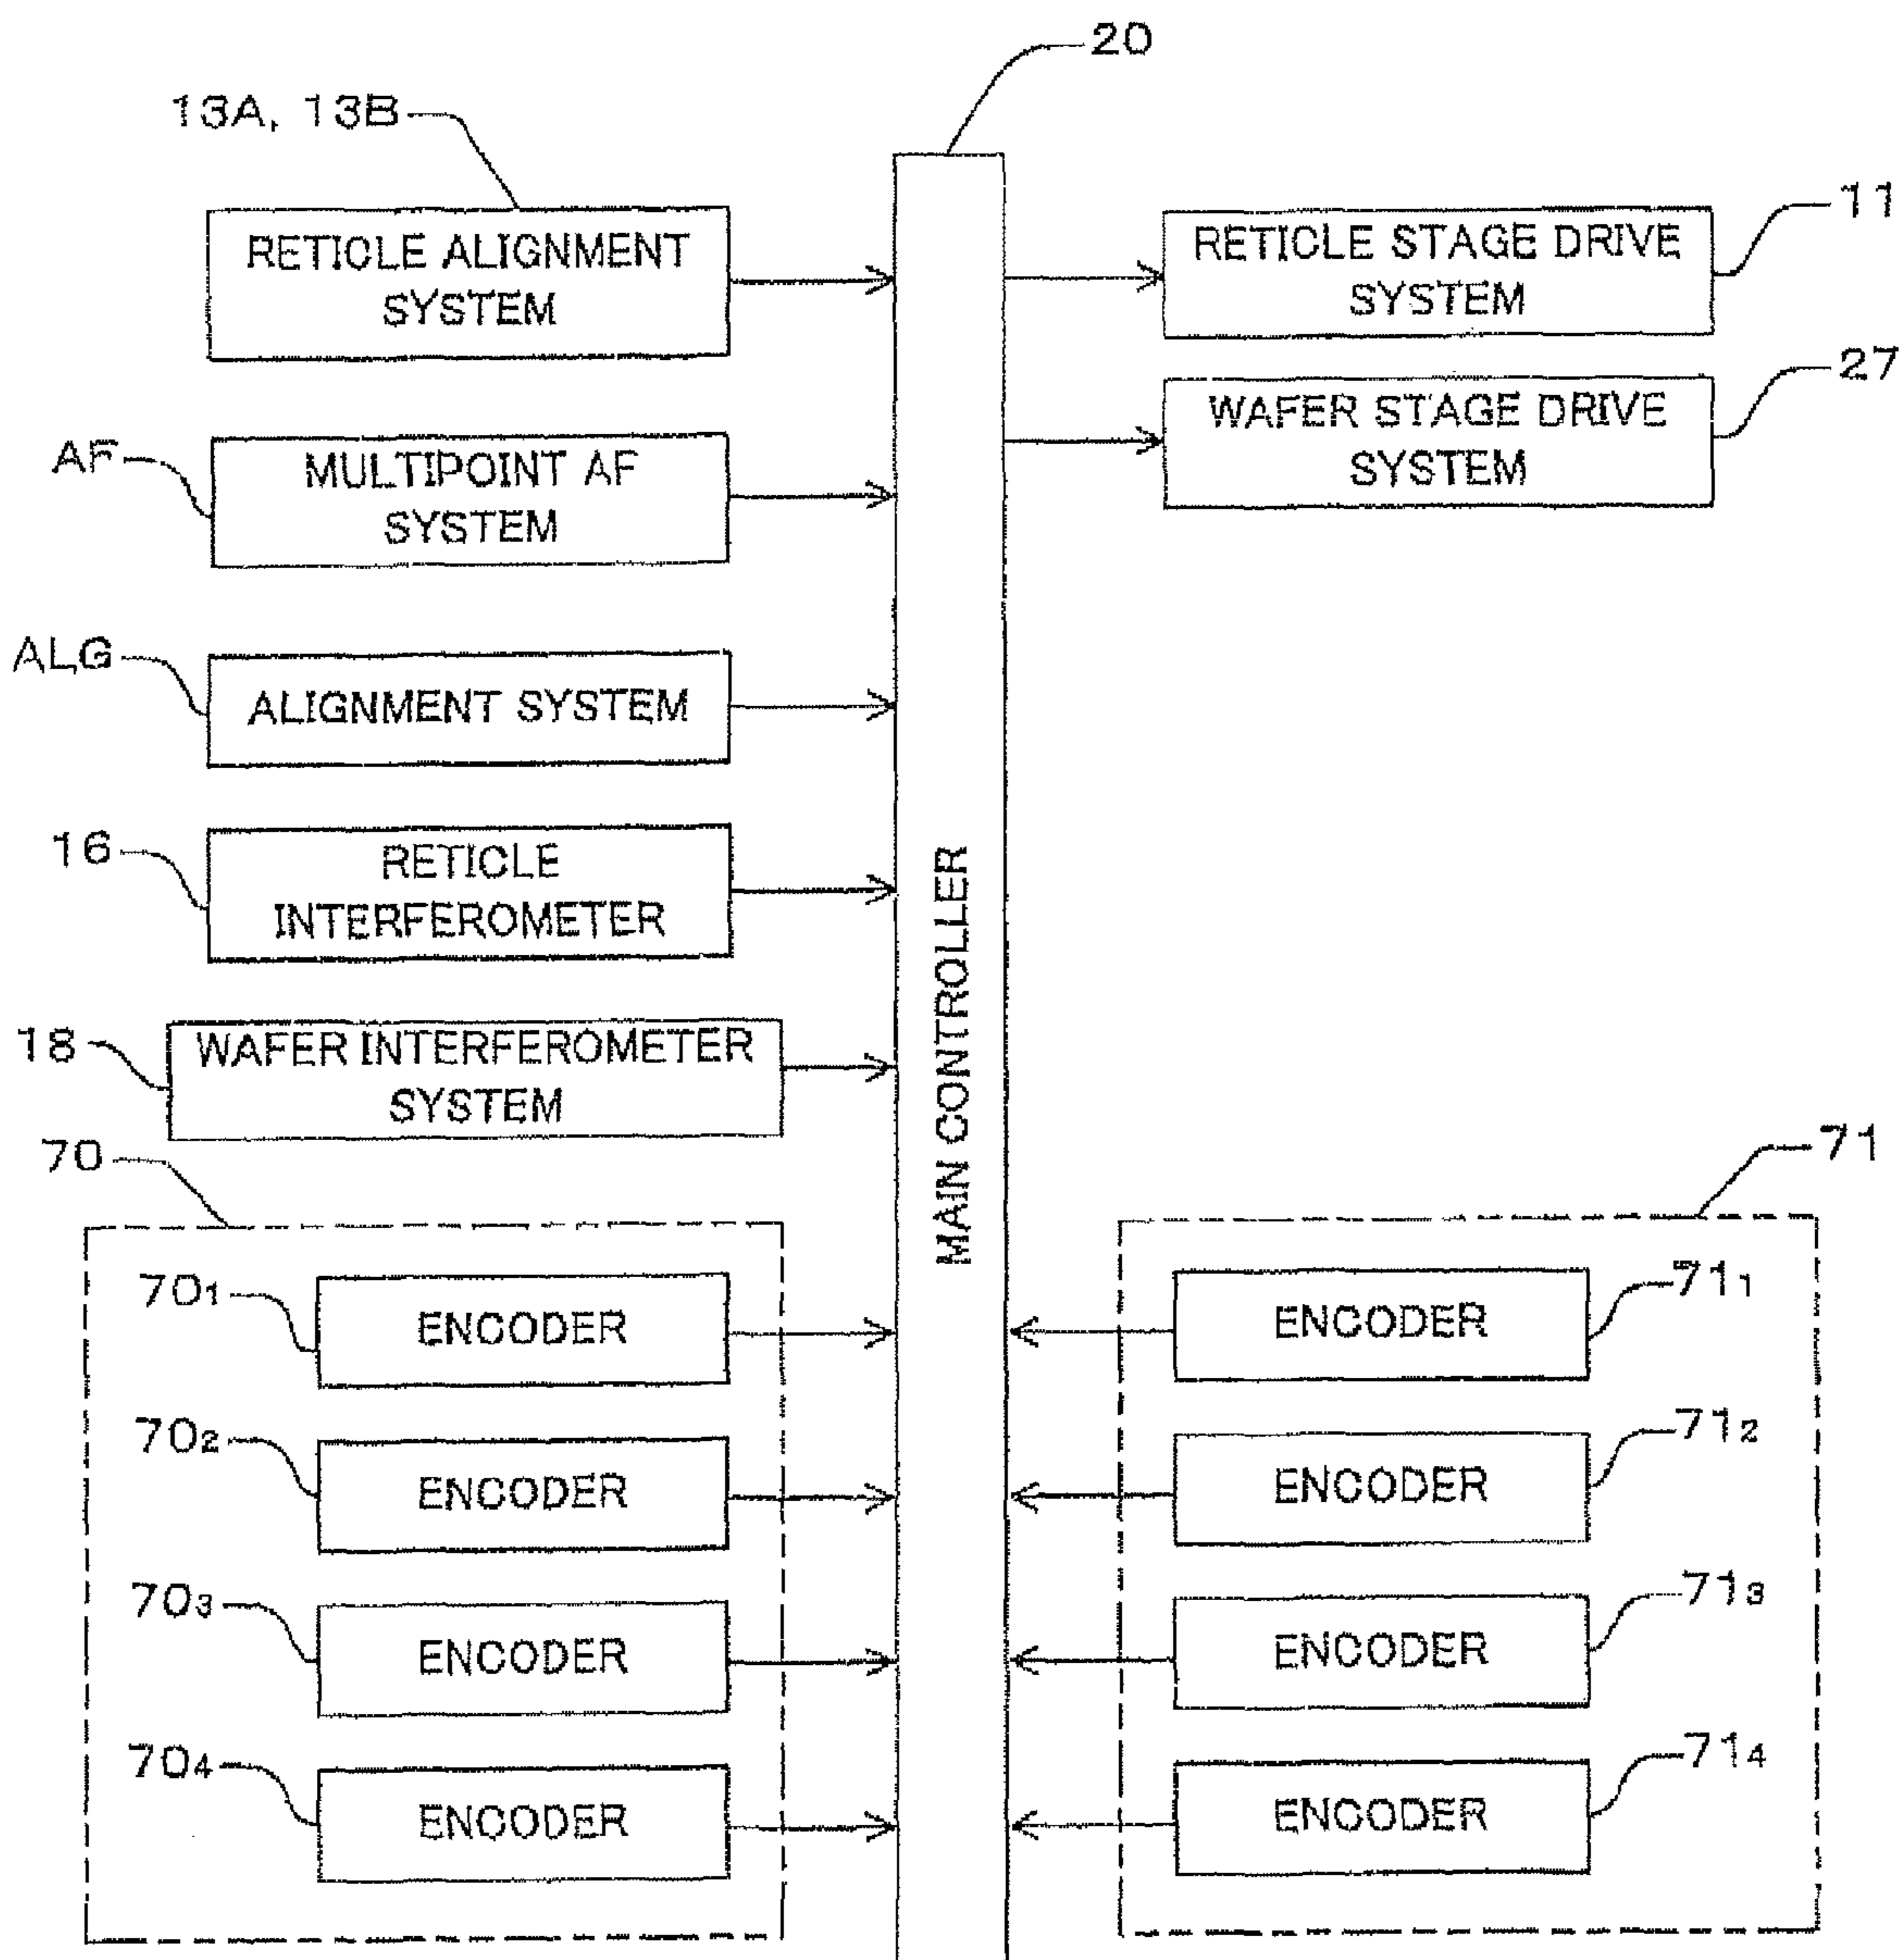 20
13A, 13B
RETICLE ALIGNMENT
SYSTEM
RETICLE STAGE DRIVE
SYSTEM
11
WAFER STAGE DRIVE
SYSTEM
27
AF
MULTIPOINT AF
SYSTEM
ALG
ALIGNMENT SYSTEM
16
RETICLE
INTERFEROMETER
18
WAFER INTERFEROMETER
SYSTEM
MAIN CONTROLLER
70
70₁
ENCODER
70₂
ENCODER
70₃
ENCODER
70₄
ENCODER
71
ENCODER
71₁
ENCODER
71₂
ENCODER
71₃
ENCODER
71₄